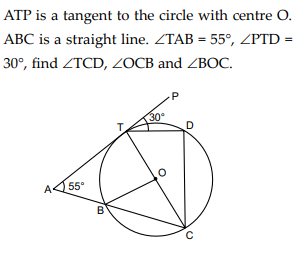 ATP is a tangent to the circle with centre O.
ABC is a straight line. ∠TAB = 55°, ∠PTD =
30°, find ∠TCD, ∠OCB and ∠BOC.
P
30°
T
D
O
A
55°
B
C